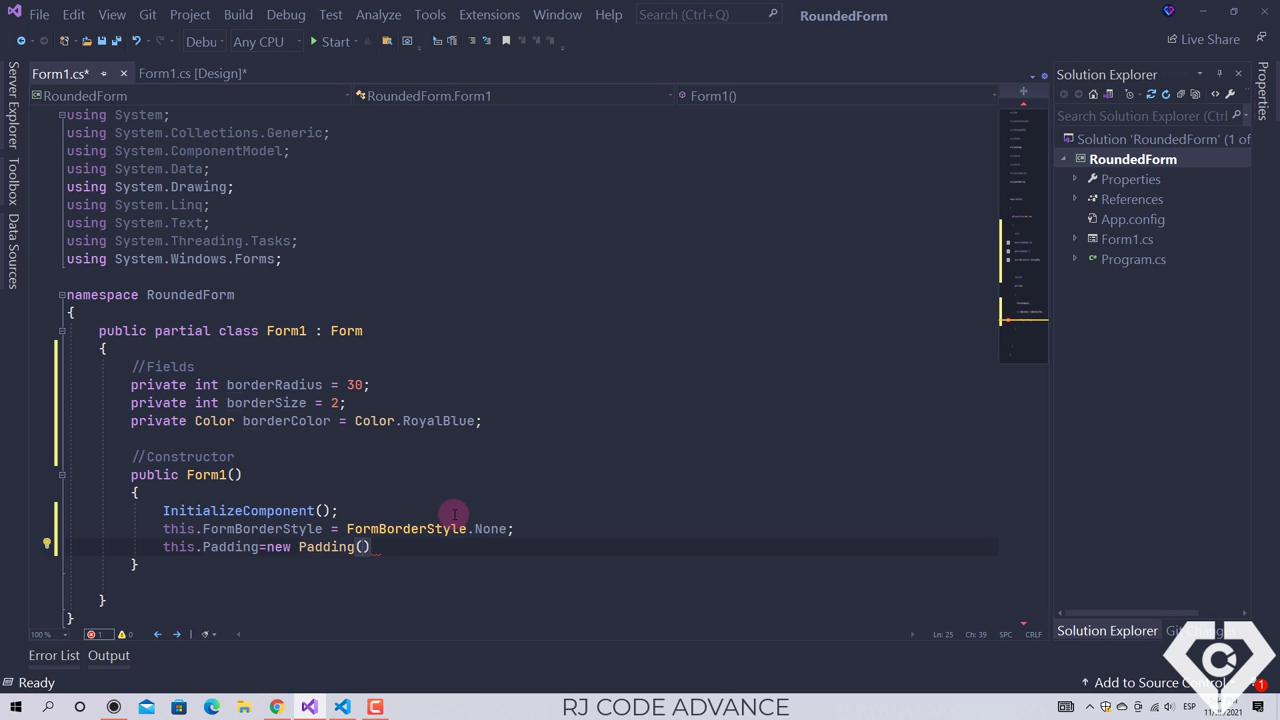 File Edit View Git Project Build Debug Test Analyze Tools Extensions Window Help Search (Ctrl+Q) RoundedForm
Debu Any CPU Start Live Share
Form1.cs* Form1.cs [Design]* Solution Explorer
RoundedForm RoundedForm.Form1 Form1()
Server Explorer
Toolbox
Data Sources
using System;
using System.Collections.Generic;
using System.ComponentModel;
using System.Data;
using System.Drawing;
using System.Linq;
using System.Text;
using System.Threading.Tasks;
using System.Windows.Forms;
namespace RoundedForm
{
public partial class Form1 : Form
{
//Fields
private int borderRadius = 30;
private int borderSize = 2;
private Color borderColor = Color.RoyalBlue;
//Constructor
public Form1()
{
InitializeComponent();
this.FormBorderStyle = FormBorderStyle.None;
this.Padding=new Padding()
}
}
}
Search Solution Explorer (Ctrl
Solution 'RoundedForm' (1 of
RoundedForm
Properties
References
App.config
Form1.cs
Program.cs
Properties
100 % 1 0 Ln: 25 Ch: 39 SPC CRLF
Solution Explorer Git Changes
Error List Output
Ready Add to Source Control 1
RJ CODE ADVANCE
ESP